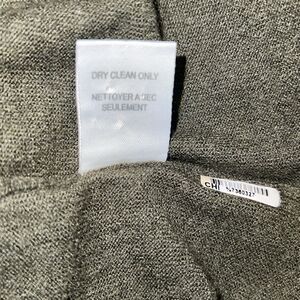 DRY CLEAN ONLY
NETTOYER A SEC
SEULEMENT